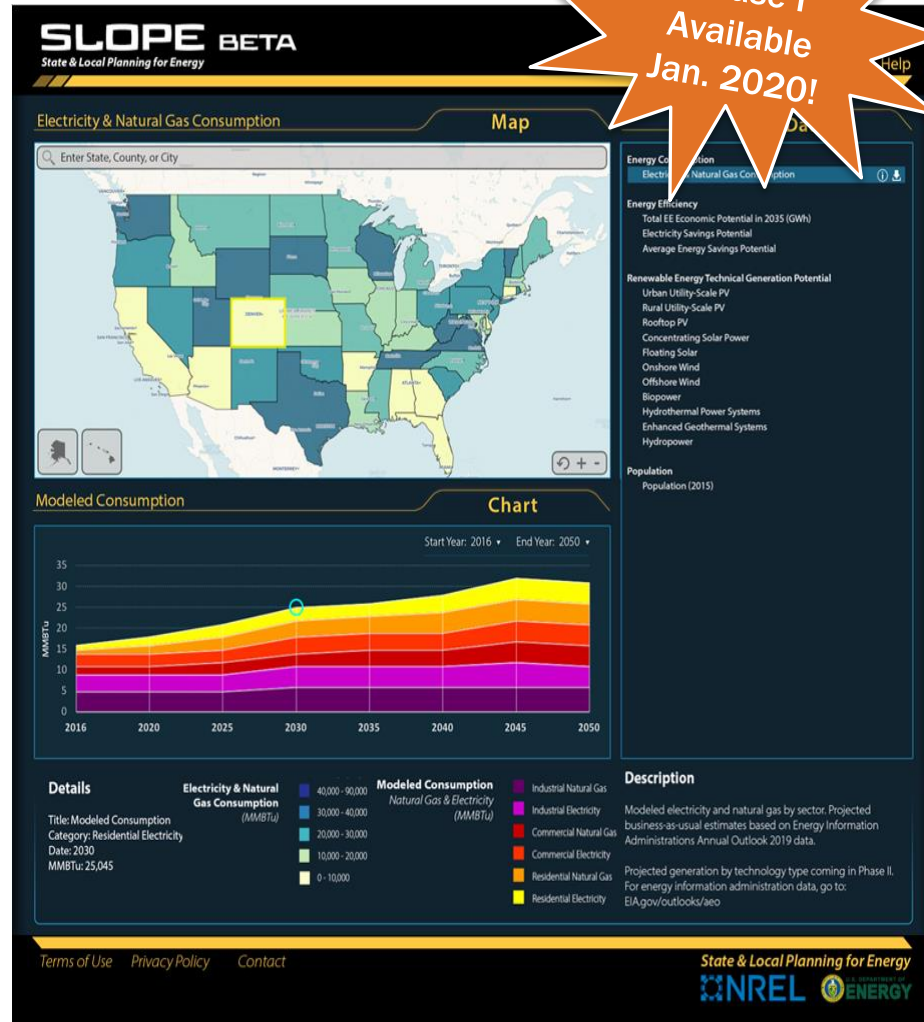 Available
Jan. 2020!
SLOPE BETA
State & Local Planning for Energy
Help
Electricity & Natural Gas Consumption
Map
Enter State, County, or City
Energy Efficiency
Total EE Economic Potential in 2035 (GWh)
Electricity Savings Potential
Average Energy Savings Potential
Renewable Energy Technical Generation Potential
Urban Utility-Scale PV
Rural Utility-Scale PV
Rooftop PV
Concentrating Solar Power
Floating Solar
Onshore Wind
Offshore Wind
Biopower
Hydrothermal Power Systems
Enhanced Geothermal Systems
Hydropower
Population
Population (2015)
Modeled Consumption
Chart
Start Year: 2016 End Year: 2050
35
30
25
20
15
10
5
0
MMBTu
2016 2020 2025 2030 2035 2040 2045 2050
Details
Title: Modeled Consumption
Category: Residential Electricity
Date: 2030
MMBTu: 25,045
Electricity & Natural
Gas Consumption
(MMBTu)
40,000 - 90,000
30,000 - 40,000
20,000 - 30,000
10,000 - 20,000
0 - 10,000
Modeled Consumption
Natural Gas & Electricity
(MMBTu)
Industrial Natural Gas
Industrial Electricity
Commercial Natural Gas
Commercial Electricity
Residential Natural Gas
Residential Electricity
Description
Modeled electricity and natural gas by sector. Projected
business-as-usual estimates based on Energy Information
Administrations Annual Outlook 2019 data.
Projected generation by technology type coming in Phase II.
For energy information administration data, go to:
EIA.gov/outlooks/aeo
Terms of Use Privacy Policy Contact
State & Local Planning for Energy
NREL
U.S. DEPARTMENT OF
ENERGY